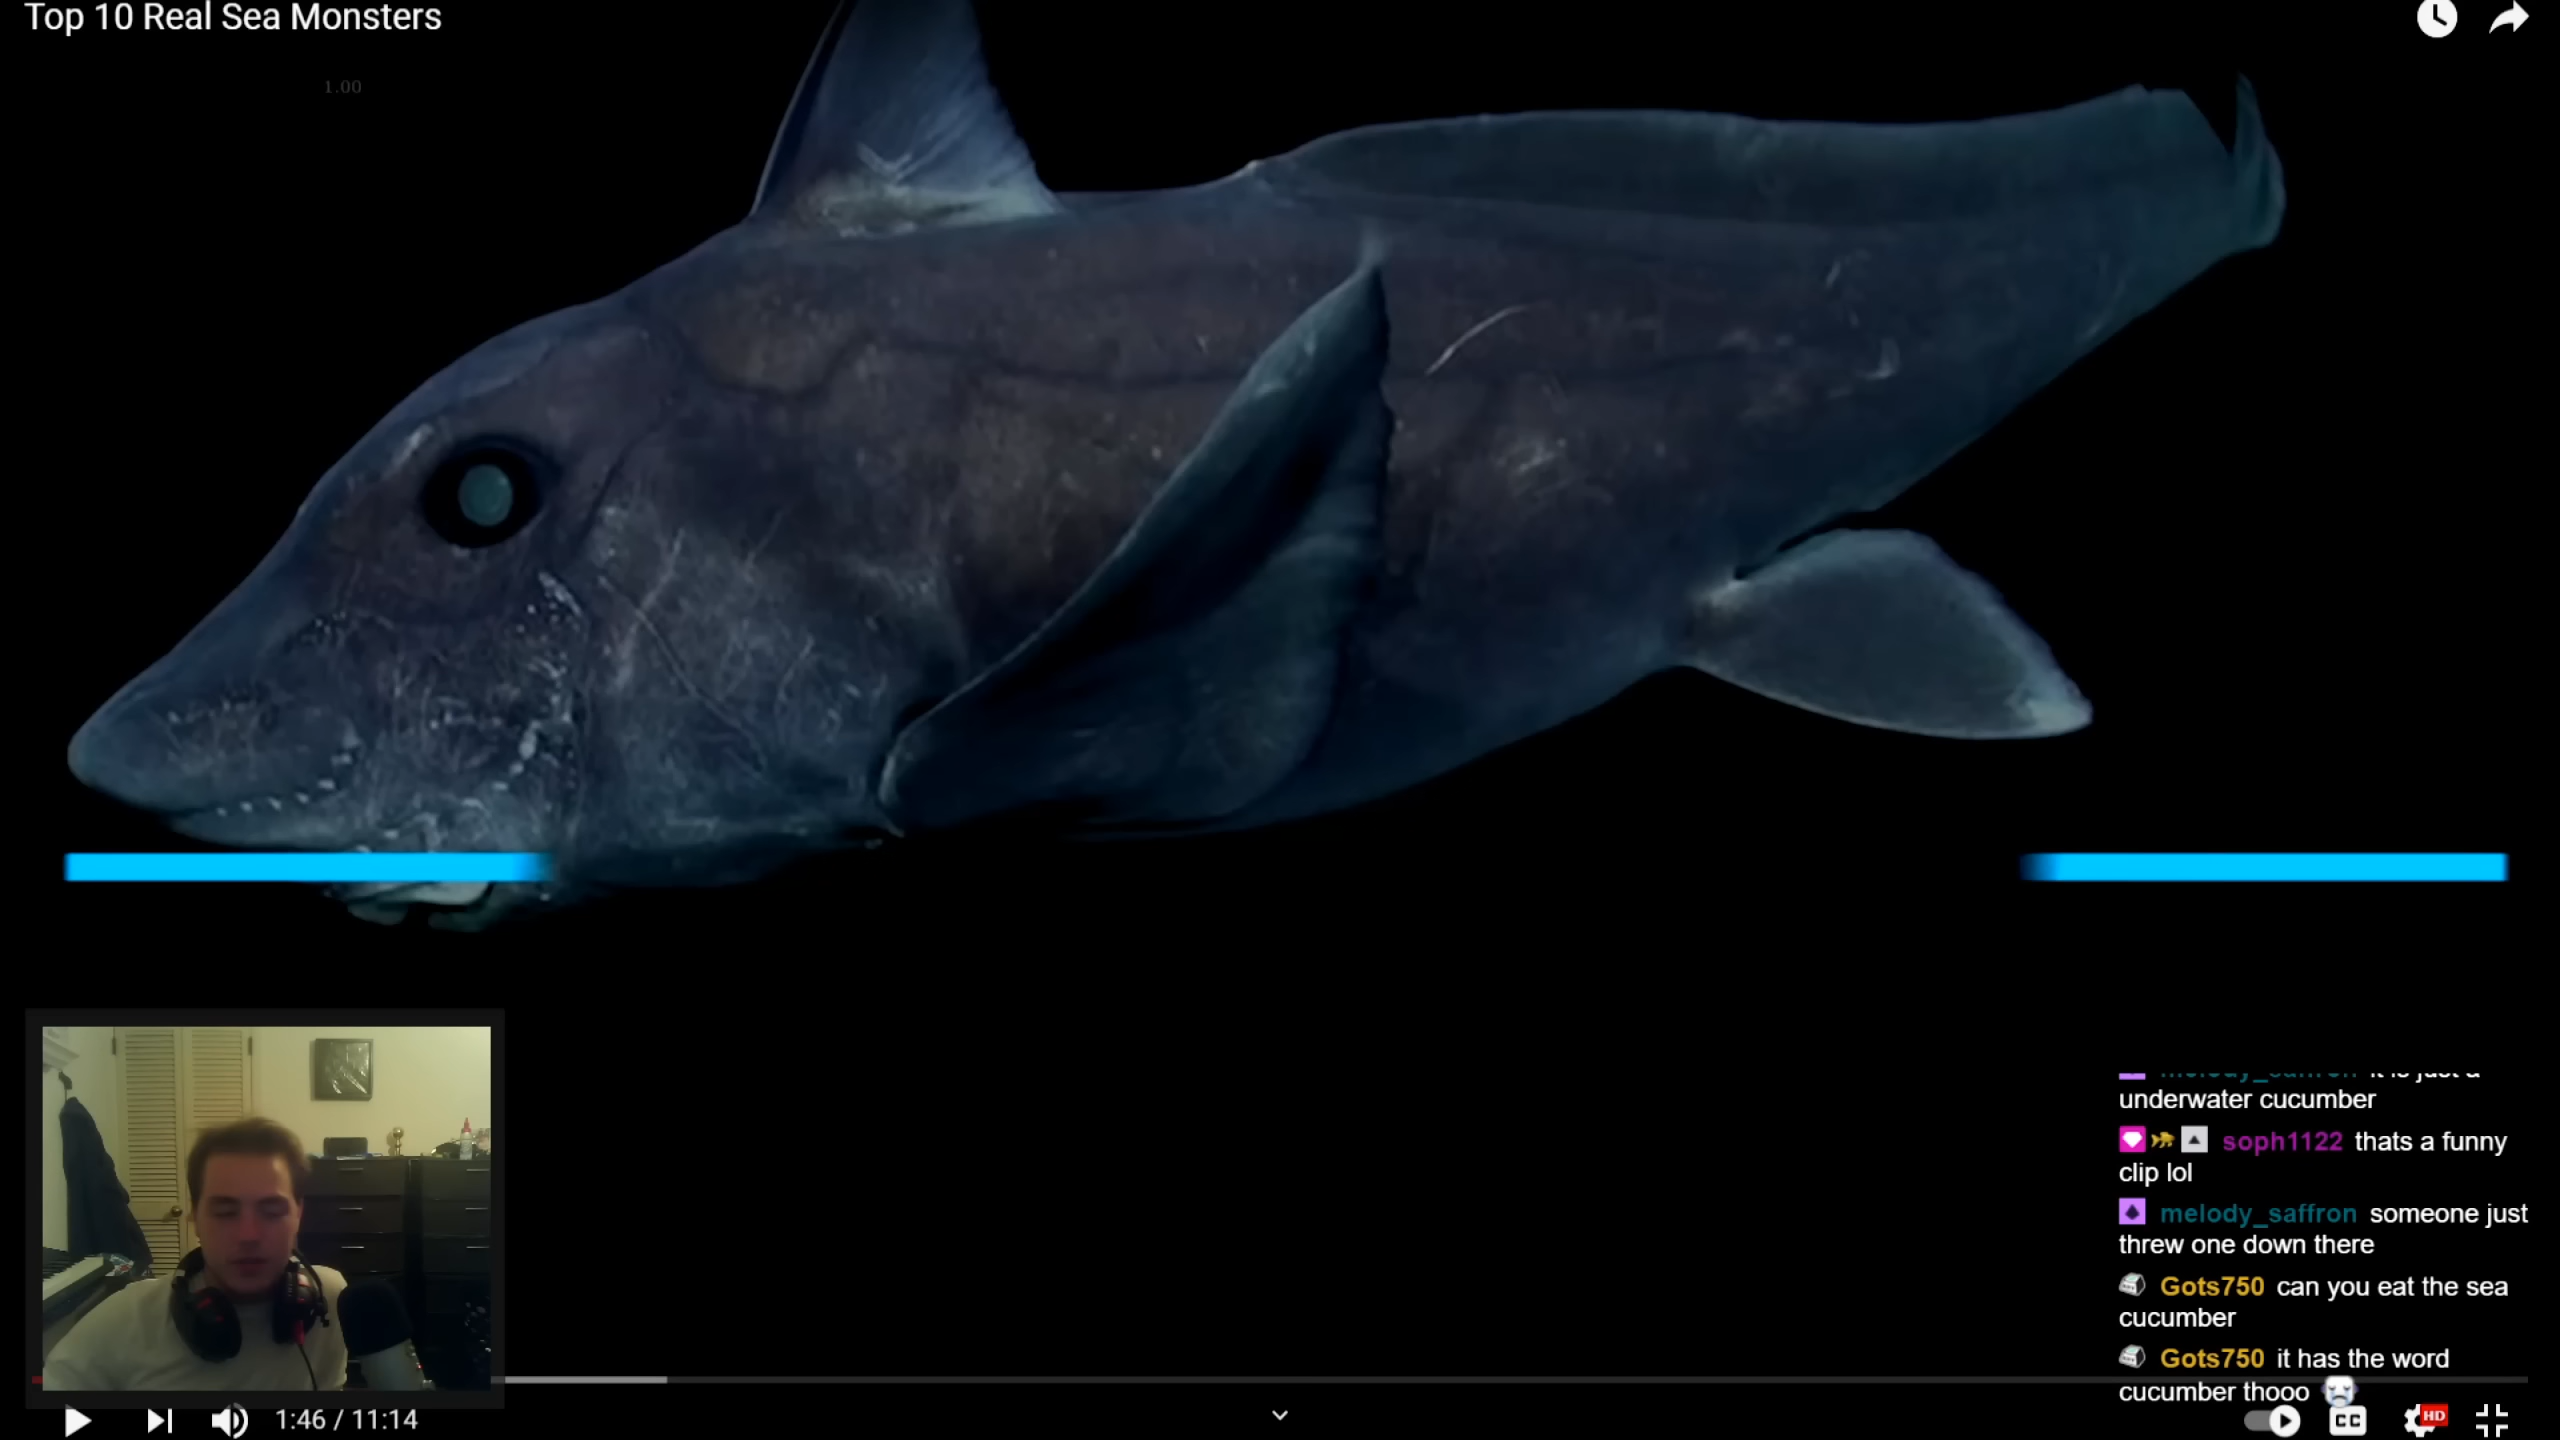 Top 10 Real Sea Monsters
1.00
underwater cucumber
soph1122 thats a funny
clip lol
melody_saffron someone just
threw one down there
Gots750 can you eat the sea
cucumber
Gots750 it has the word
cucumber thooo
1:46 / 11:14
CC
HD